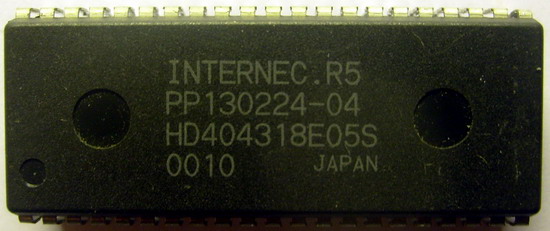 INTERNEC.R5
PP130224-04
HD404318E05S
0010 JAPAN